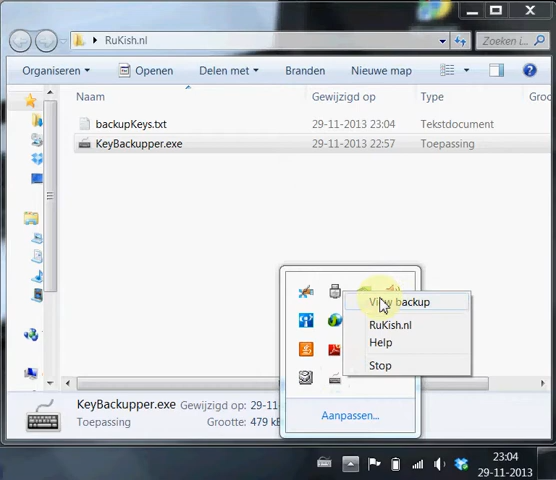 RuKish.nl
Zoeken i...
Organiseren
Openen
Delen met
Branden
Nieuwe map
Naam
Gewijzigd op
Type
Groo
backupKeys.txt
29-11-2013 23:04
Tekstdocument
KeyBackupper.exe
29-11-2013 22:57
Toepassing
View backup
RuKish.nl
Help
Stop
Aanpassen...
KeyBackupper.exe Gewijzigd op: 29-11
Toepassing
Grootte: 479 k
23:04
29-11-2013